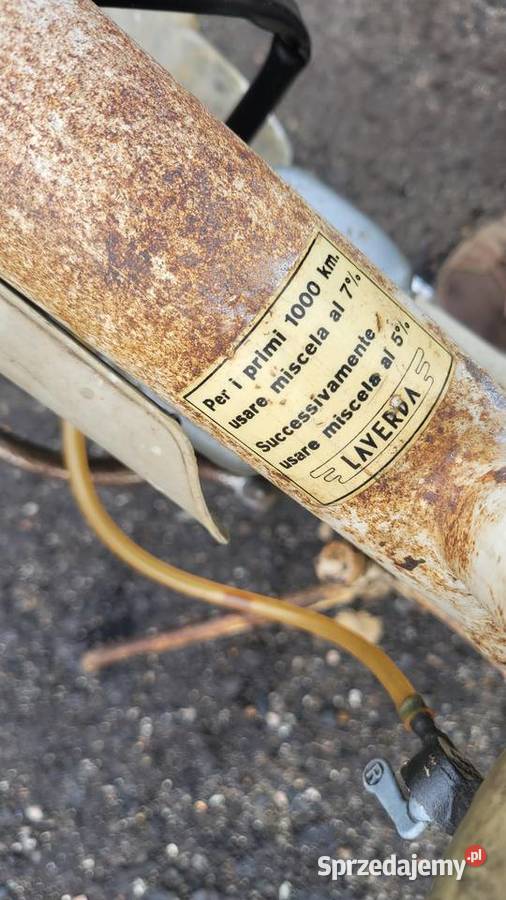 Per i primi 1000 km.
usare miscela al 7%
Successivamente
usare miscela al 5%
LAVERDA
R
Sprzedajemy.pl